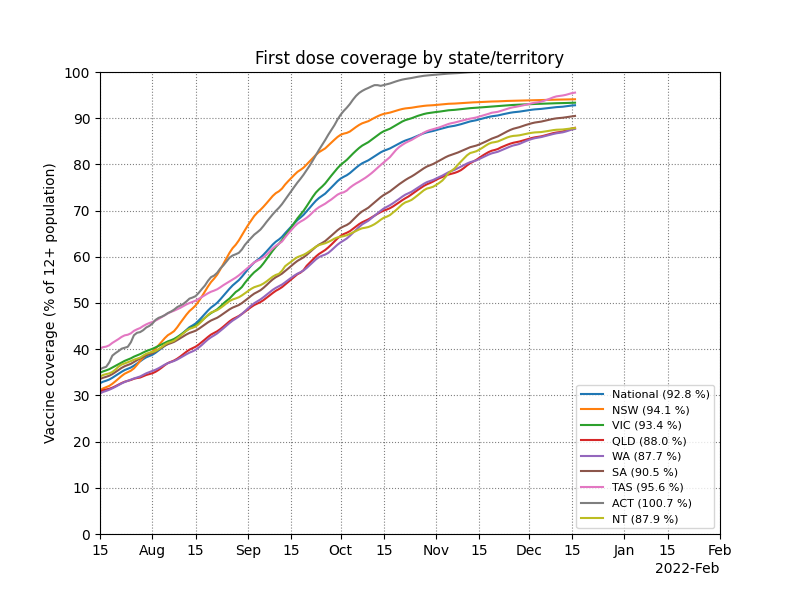 First dose coverage by state/territory
Vaccine coverage (% of 12+ population)
100
90
80
70
60
50
40
30
20
10
0
National (92.8 %)
NSW (94.1 %)
VIC (93.4 %)
QLD (88.0 %)
WA (87.7 %)
SA (90.5 %)
TAS (95.6 %)
ACT (100.7 %)
NT (87.9 %)
15 Aug 15 Sep 15 Oct 15 Nov 15 Dec 15 Jan 15 Feb
2022-Feb